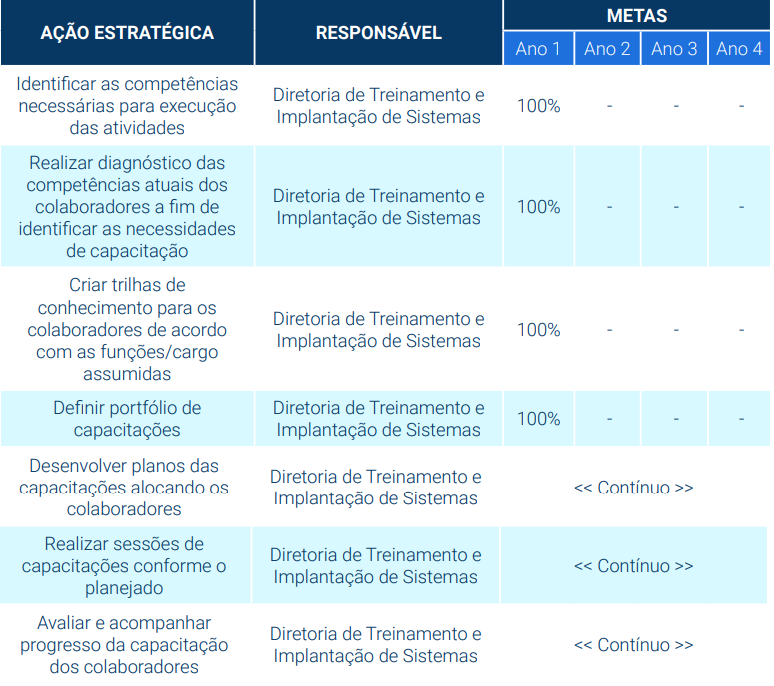 AÇÃO ESTRATÉGICA
RESPONSÁVEL
METAS
Ano 1
Ano 2
Ano 3
Ano 4
Identificar as competências
necessárias para execução
das atividades
Diretoria de Treinamento e
Implantação de Sistemas
100%
-
-
-
Realizar diagnóstico das
competências atuais dos
colaboradores a fim de
identificar as necessidades
de capacitação
Diretoria de Treinamento e
Implantação de Sistemas
100%
-
-
-
Criar trilhas de
conhecimento para os
colaboradores de acordo
com as funções/cargo
assumidas
Diretoria de Treinamento e
Implantação de Sistemas
100%
-
-
-
Definir portfólio de
capacitações
Diretoria de Treinamento e
Implantação de Sistemas
100%
-
-
-
Desenvolver planos das
capacitações alocando os
colaboradores
Diretoria de Treinamento e
Implantação de Sistemas
<< Contínuo >>
Realizar sessões de
capacitações conforme o
planejado
Diretoria de Treinamento e
Implantação de Sistemas
<< Contínuo >>
Avaliar e acompanhar
progresso da capacitação
dos colaboradores
Diretoria de Treinamento e
Implantação de Sistemas
<< Contínuo >>